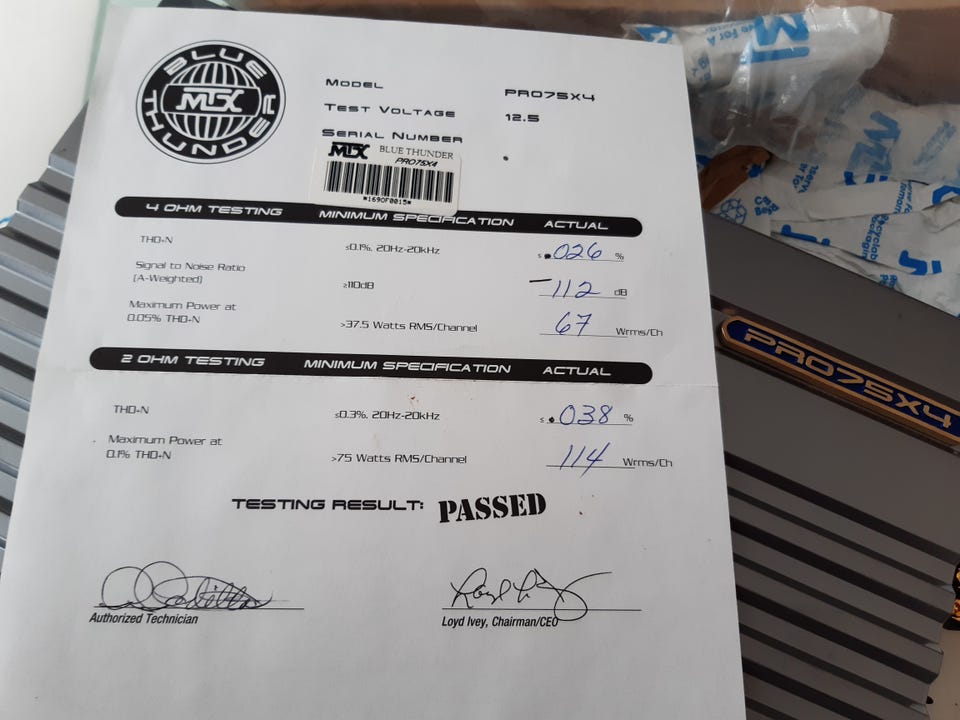 BLUE
MTX
THUNDER
MODEL PRO75X4
TEST VOLTAGE 12.5
SERIAL NUMBER
MTX BLUE THUNDER
PRO75X4
*1690F0015*
4 OHM TESTING MINIMUM SPECIFICATION ACTUAL
THD+N ≤0.1%, 20Hz-20kHz ≤ .026 %
Signal to Noise Ratio
(A-Weighted) ≥110dB -112 dB
Maximum Power at
0.05% THD+N >37.5 Watts RMS/Channel 67 Wrms/Ch
2 OHM TESTING MINIMUM SPECIFICATION ACTUAL
THD+N ≤0.3%, 20Hz-20kHz ≤ .038 %
Maximum Power at
0.1% THD+N >75 Watts RMS/Channel 114 Wrms/Ch
TESTING RESULT: PASSED
Authorized Technician
Loyd Ivey, Chairman/CEO
PRO75X4